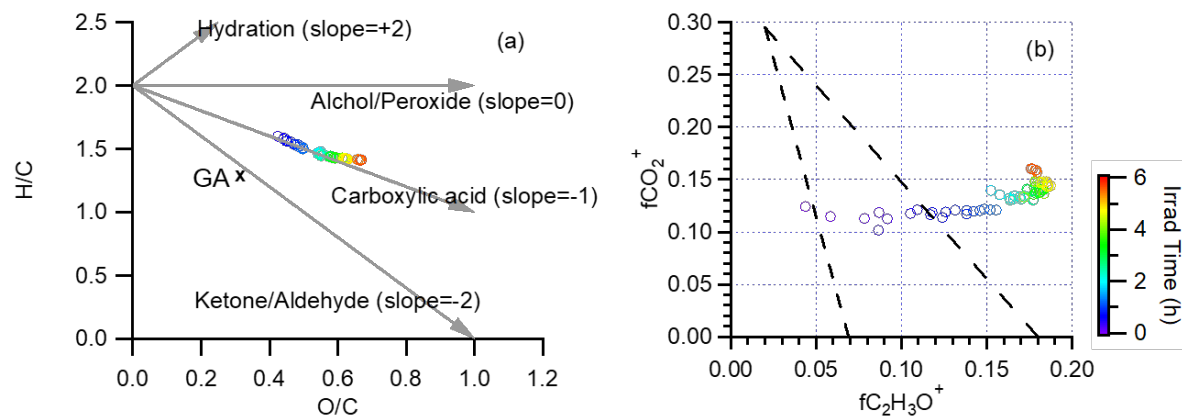 2.5
2.0
1.5
1.0
0.5
0.0
H/C
0.0
0.2
0.4
0.6
0.8
1.0
1.2
O/C
Hydration (slope=+2)
(a)
Alchol/Peroxide (slope=0)
GA
x
Carboxylic acid (slope=-1)
Ketone/Aldehyde (slope=-2)
0.30
0.25
0.20
0.15
0.10
0.05
0.00
fCO₂⁺
0.00
0.05
0.10
0.15
0.20
fC₂H₃O⁺
(b)
6
4
2
0
Irrad Time (h)